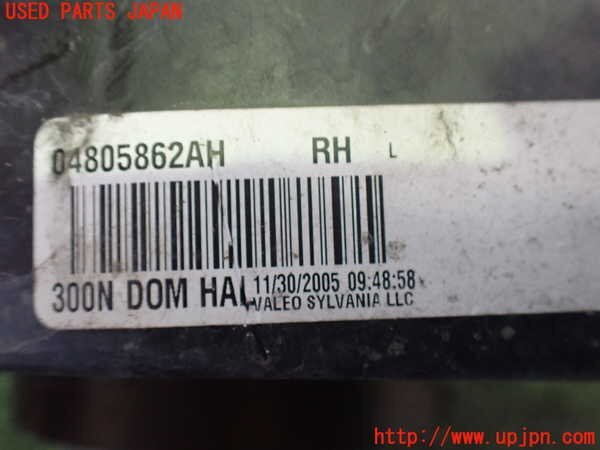 USED PARTS JAPAN
04805862AH RH L
300N DOM HAL 11/30/2005 09:48:58
VALEO SYLVANIA LLC
UPJ
http://www.upjpn.com/